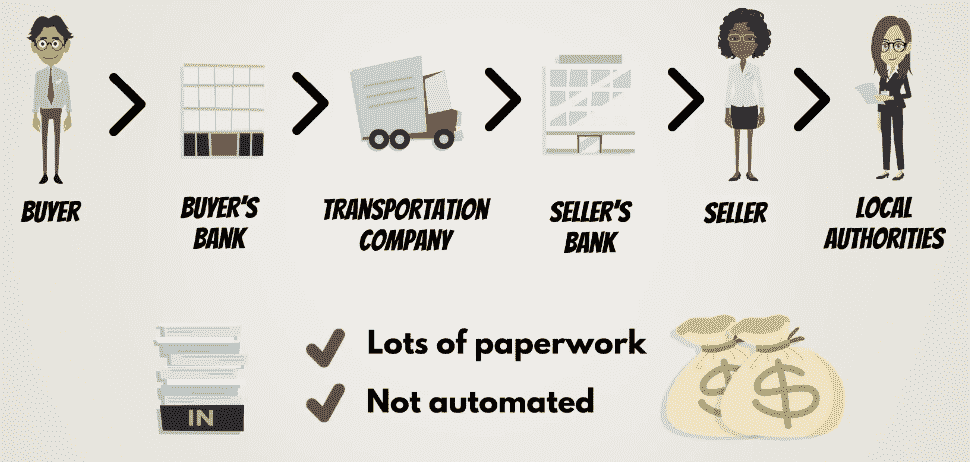 BUYER
BUYER'S
BANK
TRANSPORTATION
COMPANY
SELLER'S
BANK
SELLER
LOCAL
AUTHORITIES
IN
Lots of paperwork
Not automated
$
$